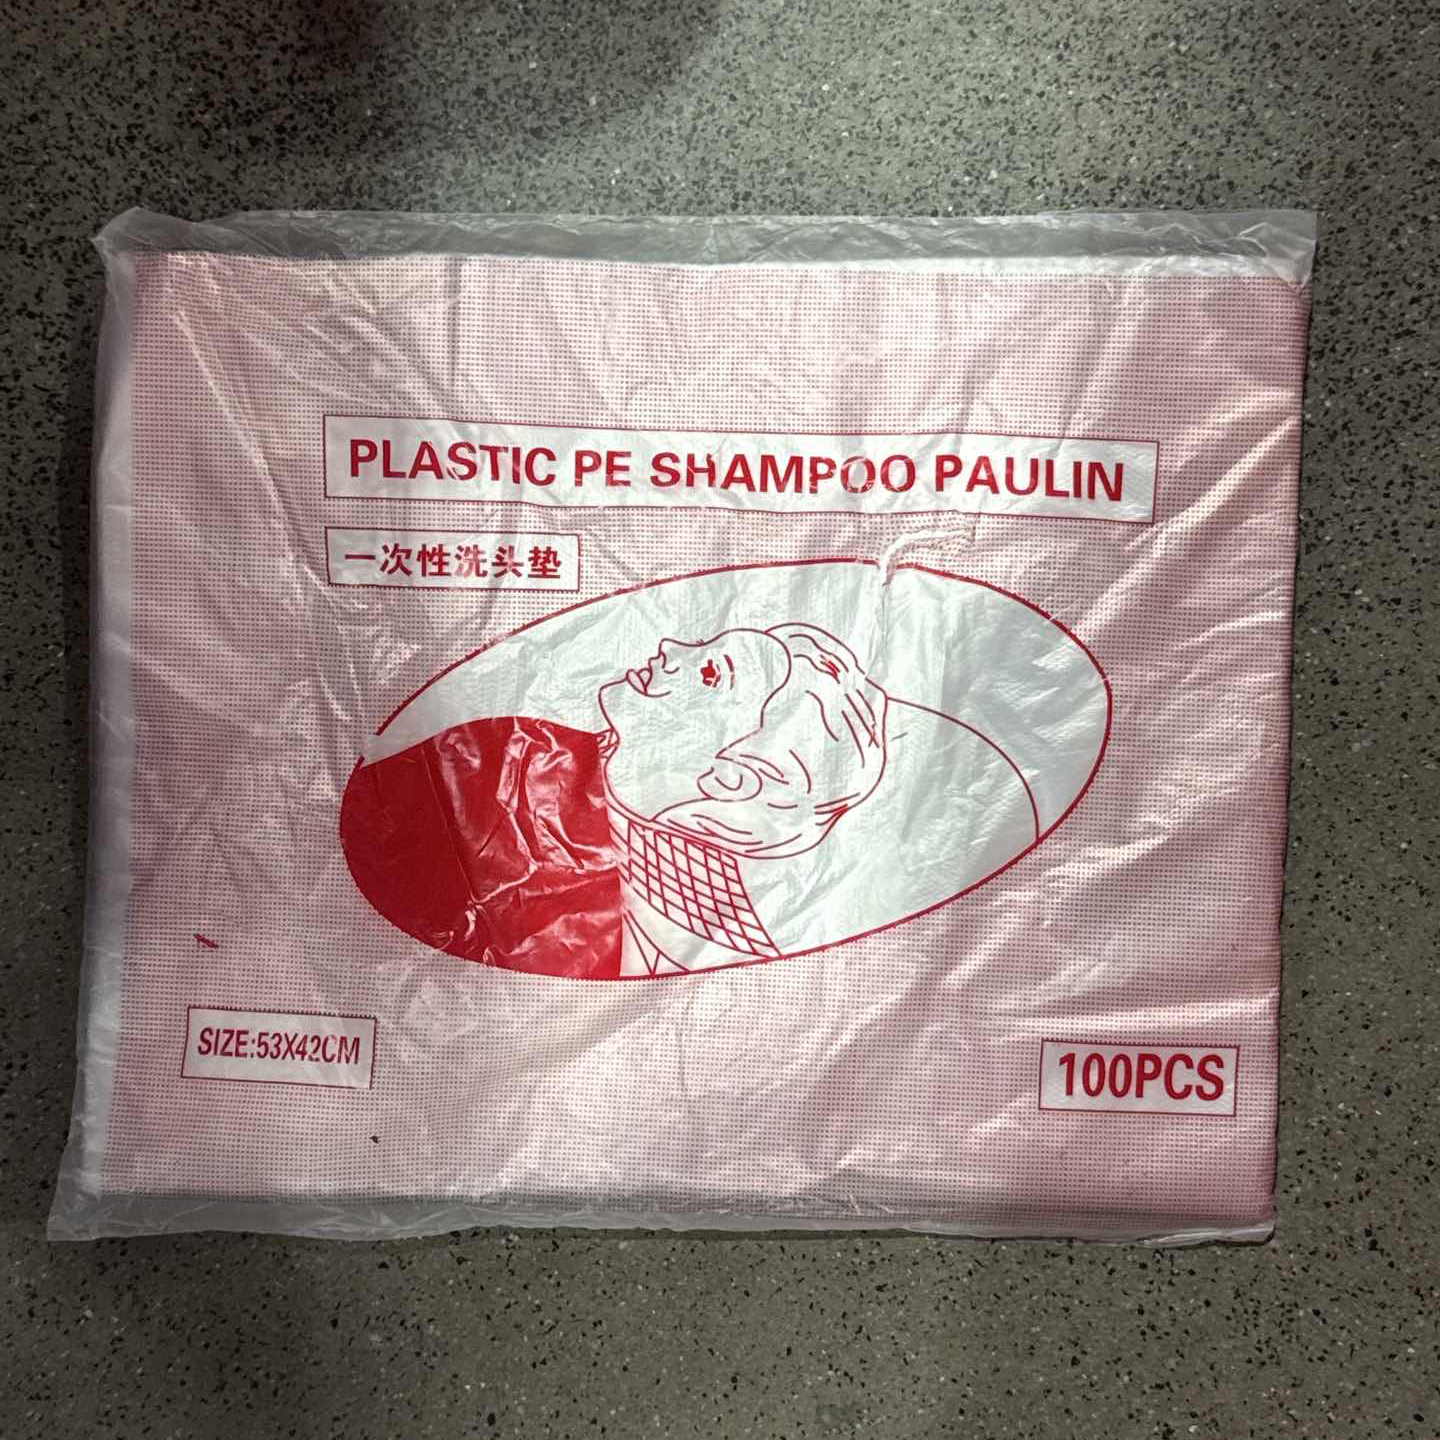 PLASTIC PE SHAMPOO PAULIN
一次性洗头垫
SIZE:53X42CM
100PCS